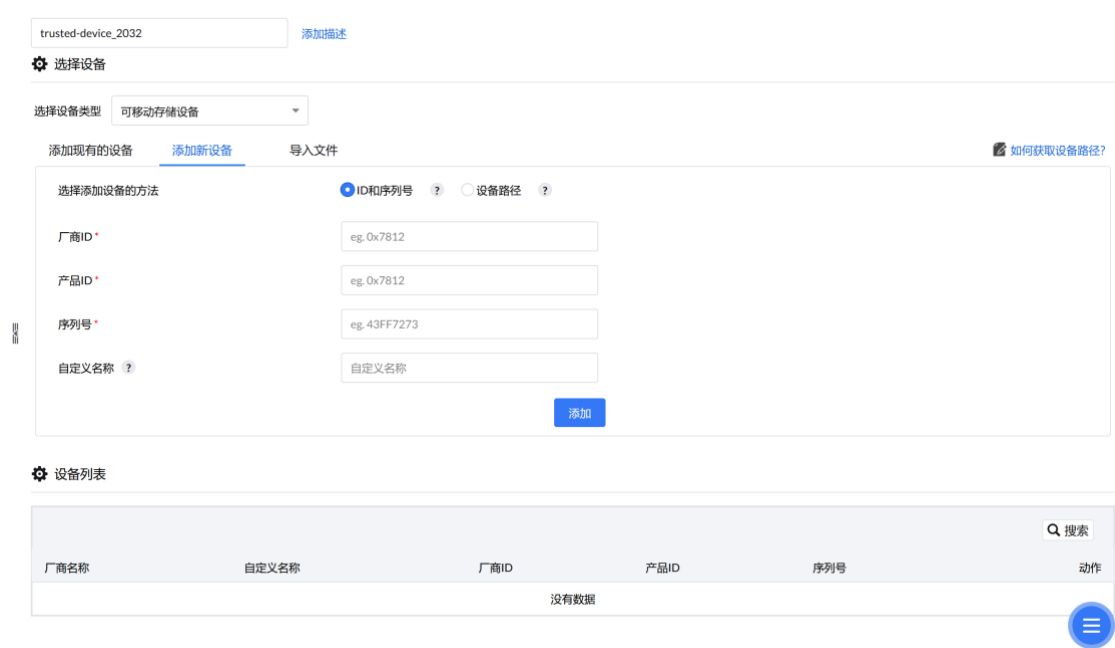 trusted-device_2032 添加描述
选择设备
选择设备类型 可移动存储设备
添加现有的设备 添加新设备 导入文件 如何获取设备路径?
选择添加设备的方法 ID和序列号 ? 设备路径 ?
厂商ID* eg. 0x7812
产品ID* eg. 0x7812
序列号* eg. 43FF7273
自定义名称 ? 自定义名称
添加
设备列表
搜索
厂商名称 自定义名称 厂商ID 产品ID 序列号 动作
没有数据